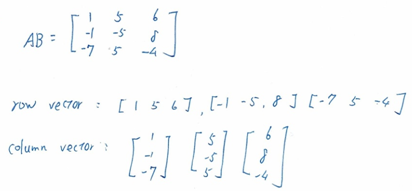 1 5 6
AB = -1 -5 8
-7 5 -4
row vector : [ 1 5 6 ] , [ -1 -5 . 8 ] [ -7 5 -4 ]
1 5 6
column vector : -1 -5 8
-7 5 -4